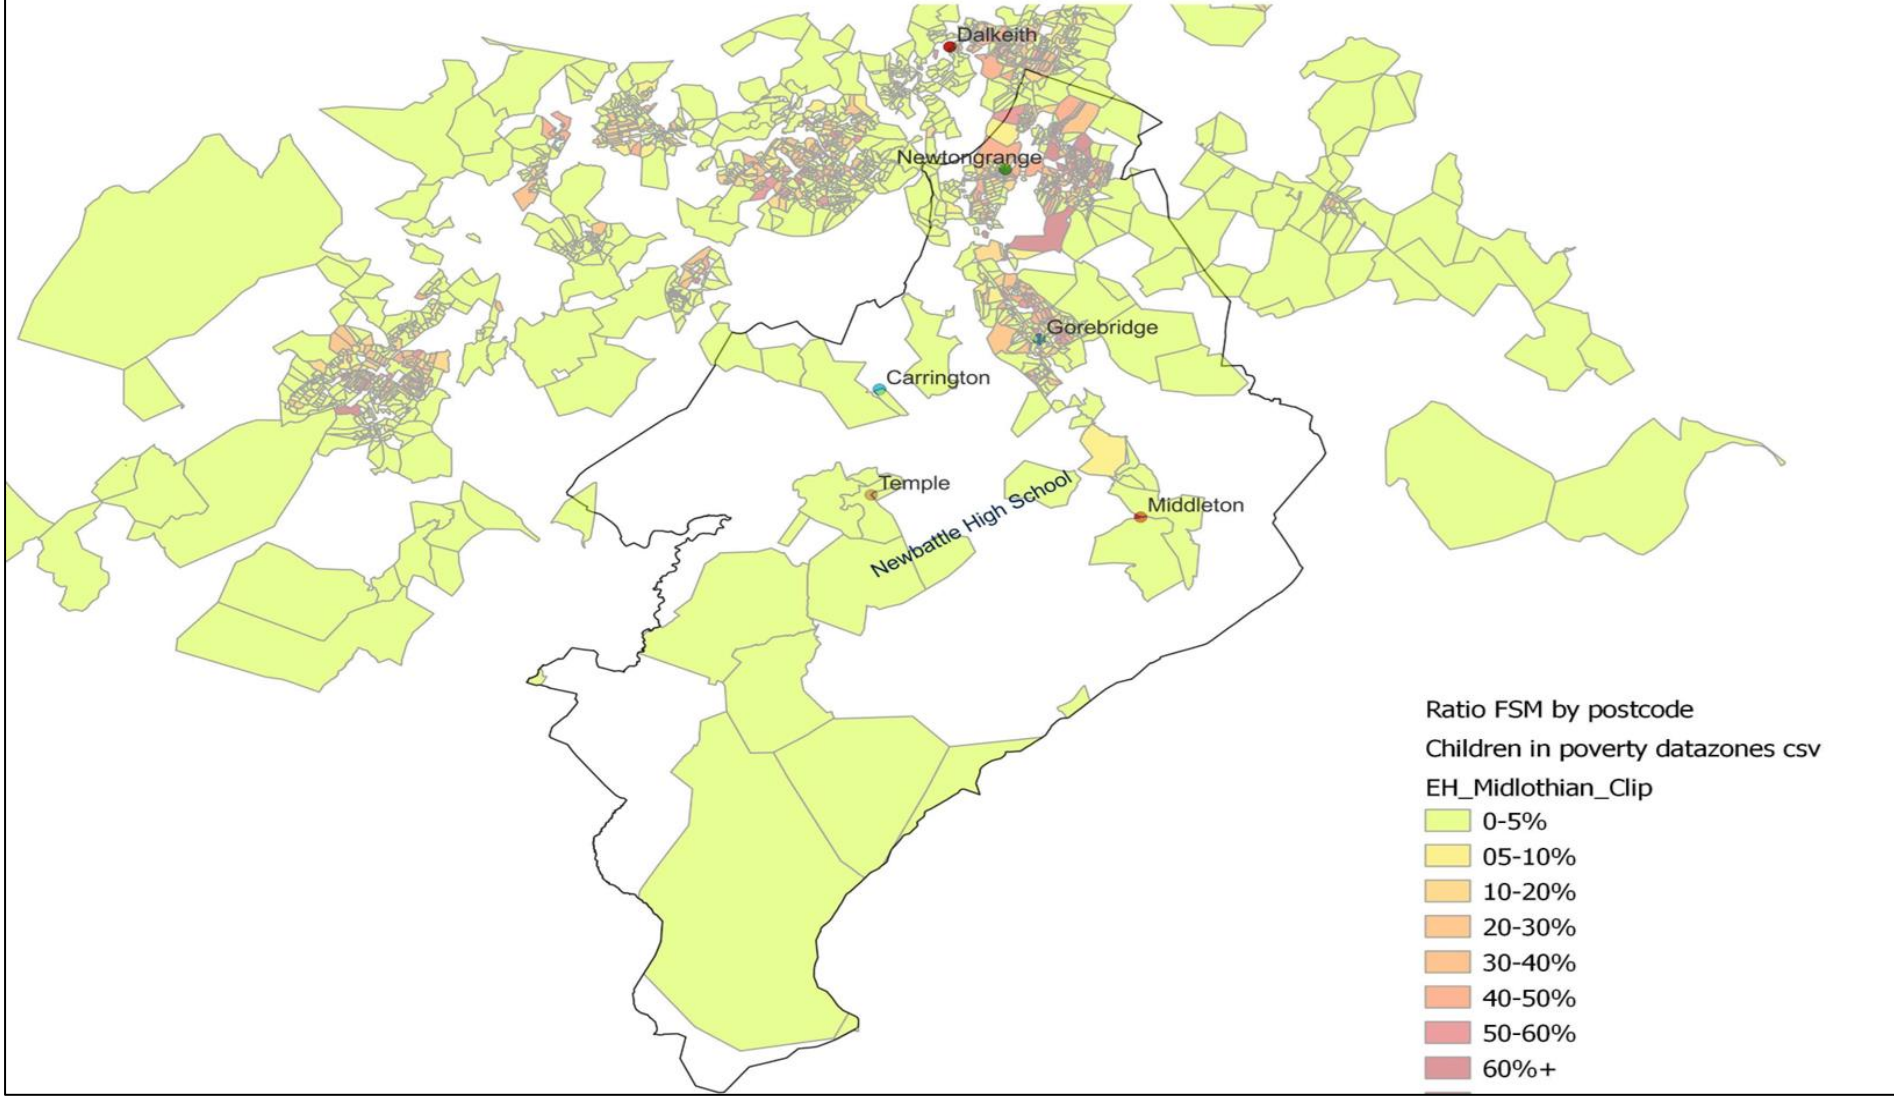 Dalkeith
Newtongrange
Gorebridge
Carrington
Temple
Newbattle High School
Middleton
Ratio FSM by postcode
Children in poverty datazones csv
EH_Midlothian_Clip
0-5%
05-10%
10-20%
20-30%
30-40%
40-50%
50-60%
60%+